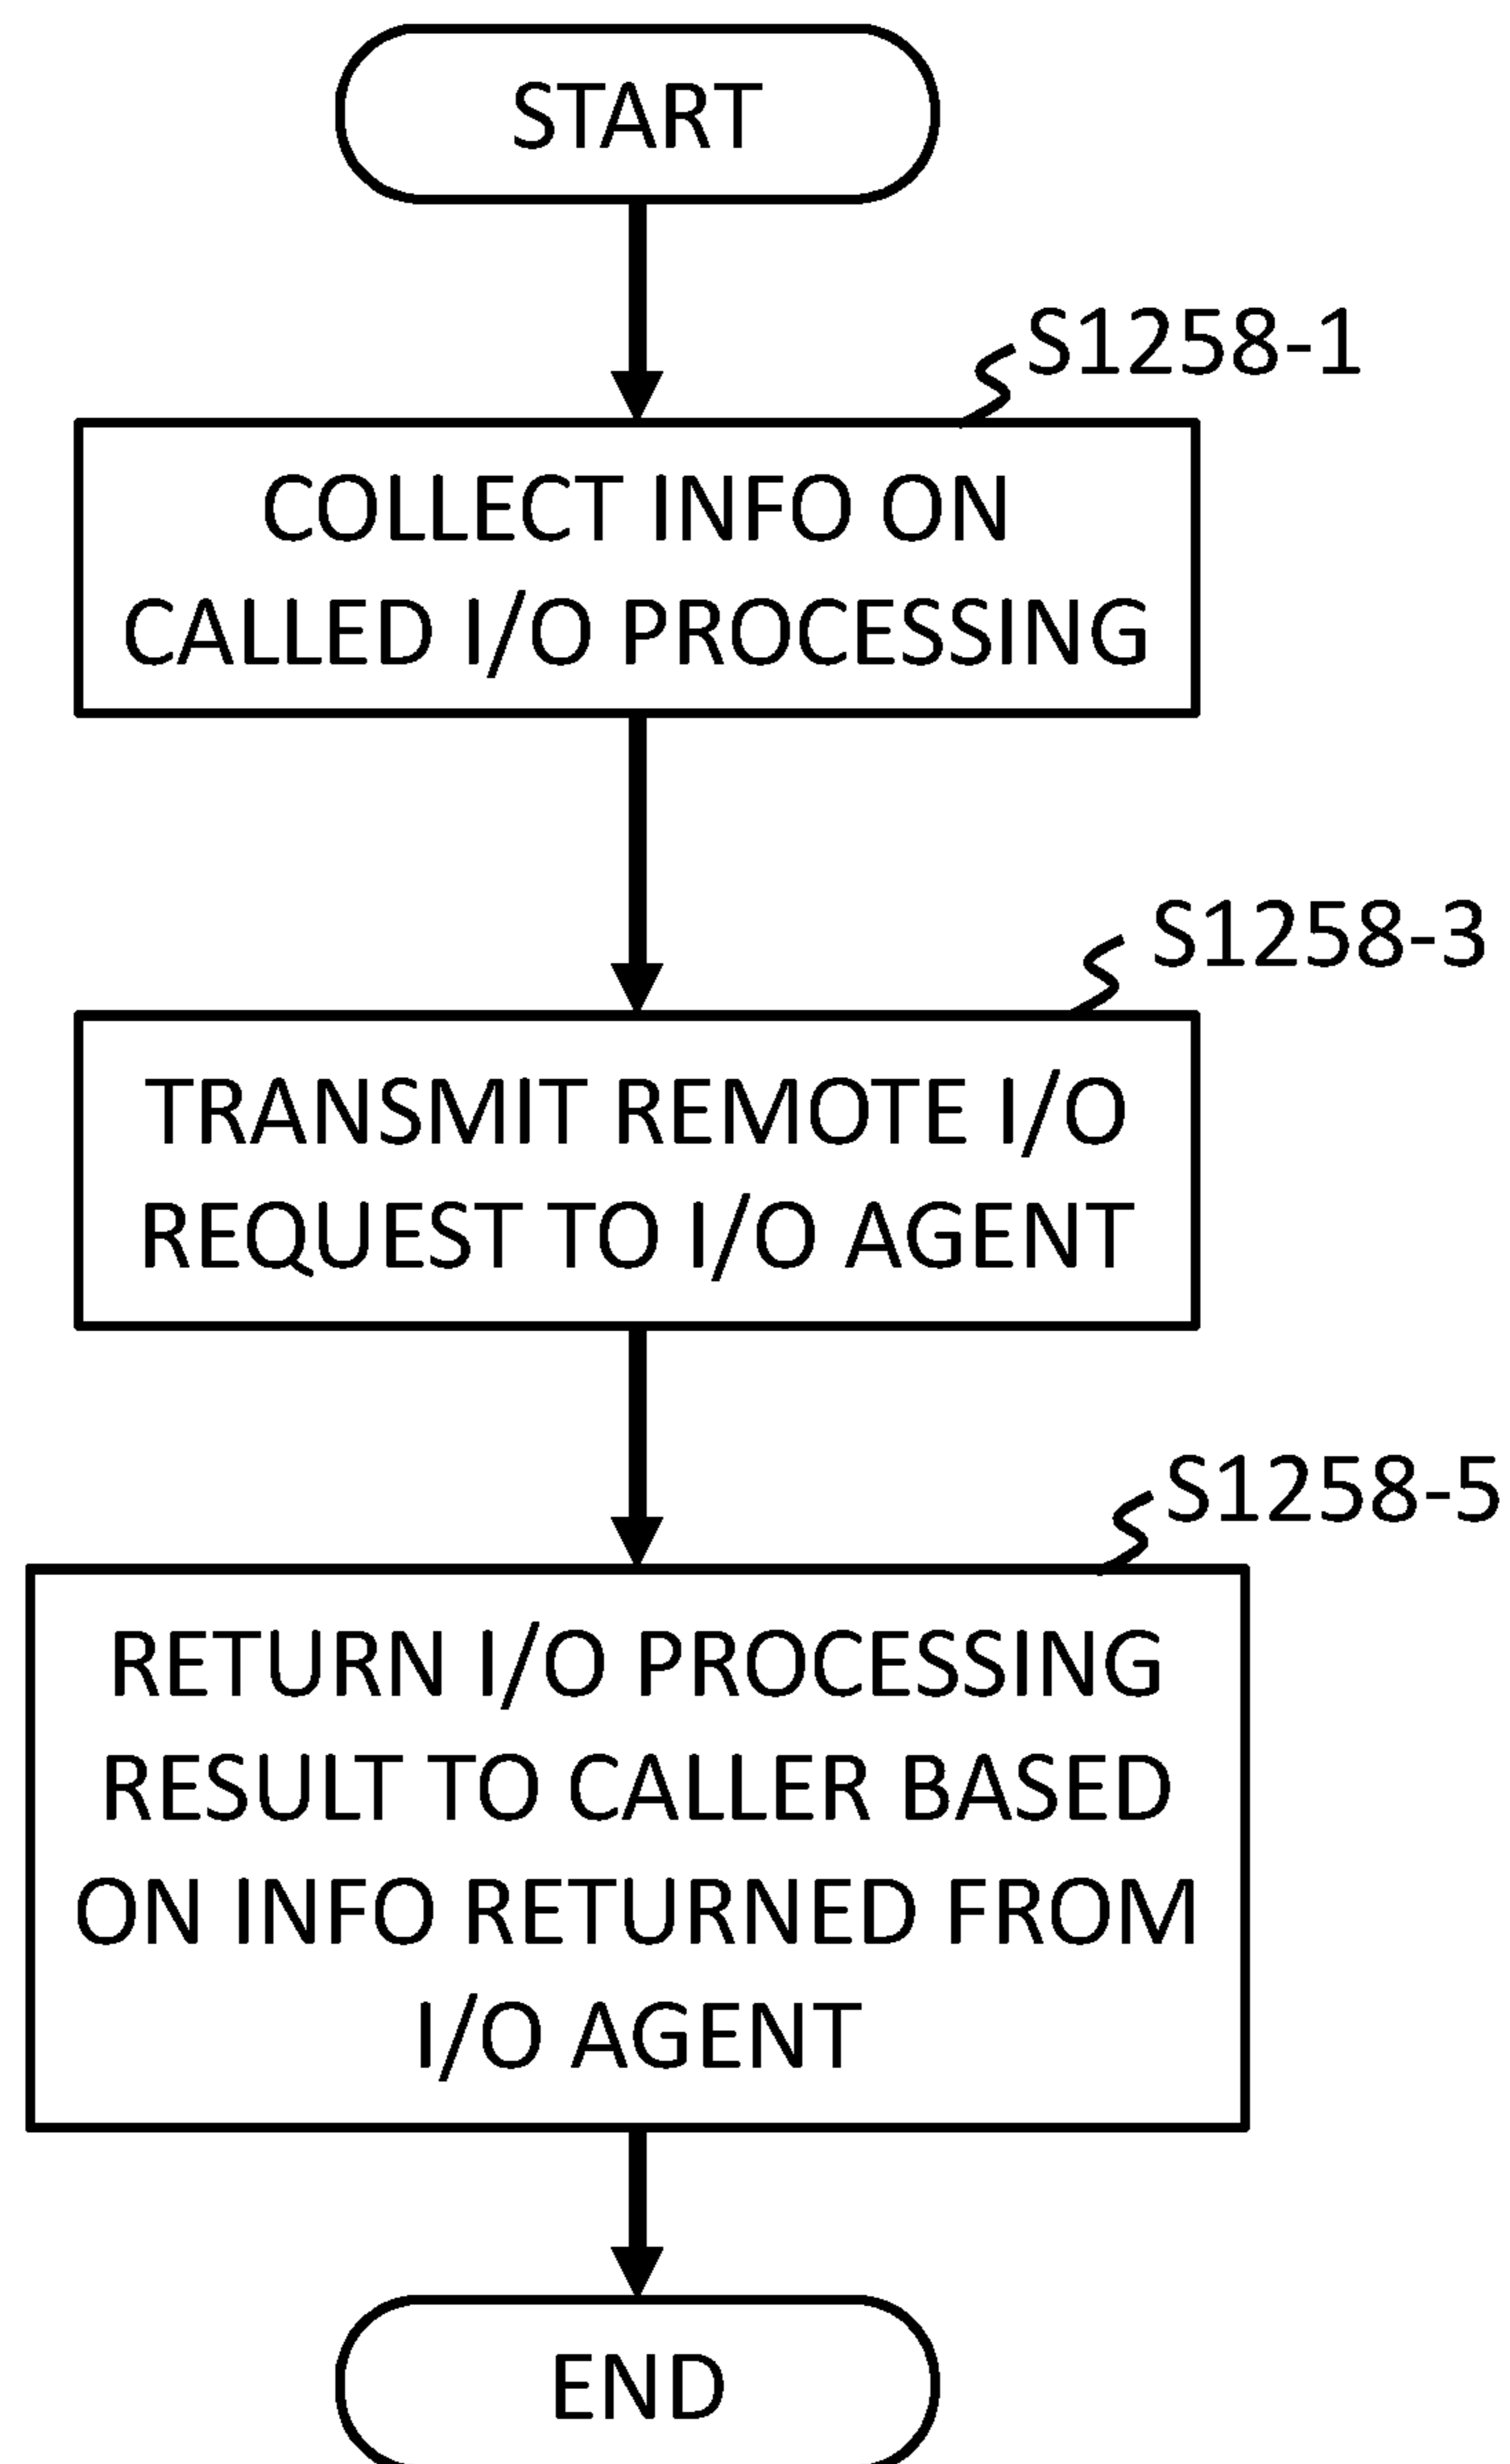 START
S1258-1
COLLECT INFO ON
CALLED I/O PROCESSING
S1258-3
TRANSMIT REMOTE I/O
REQUEST TO I/O AGENT
S1258-5
RETURN I/O PROCESSING
RESULT TO CALLER BASED
ON INFO RETURNED FROM
I/O AGENT
END